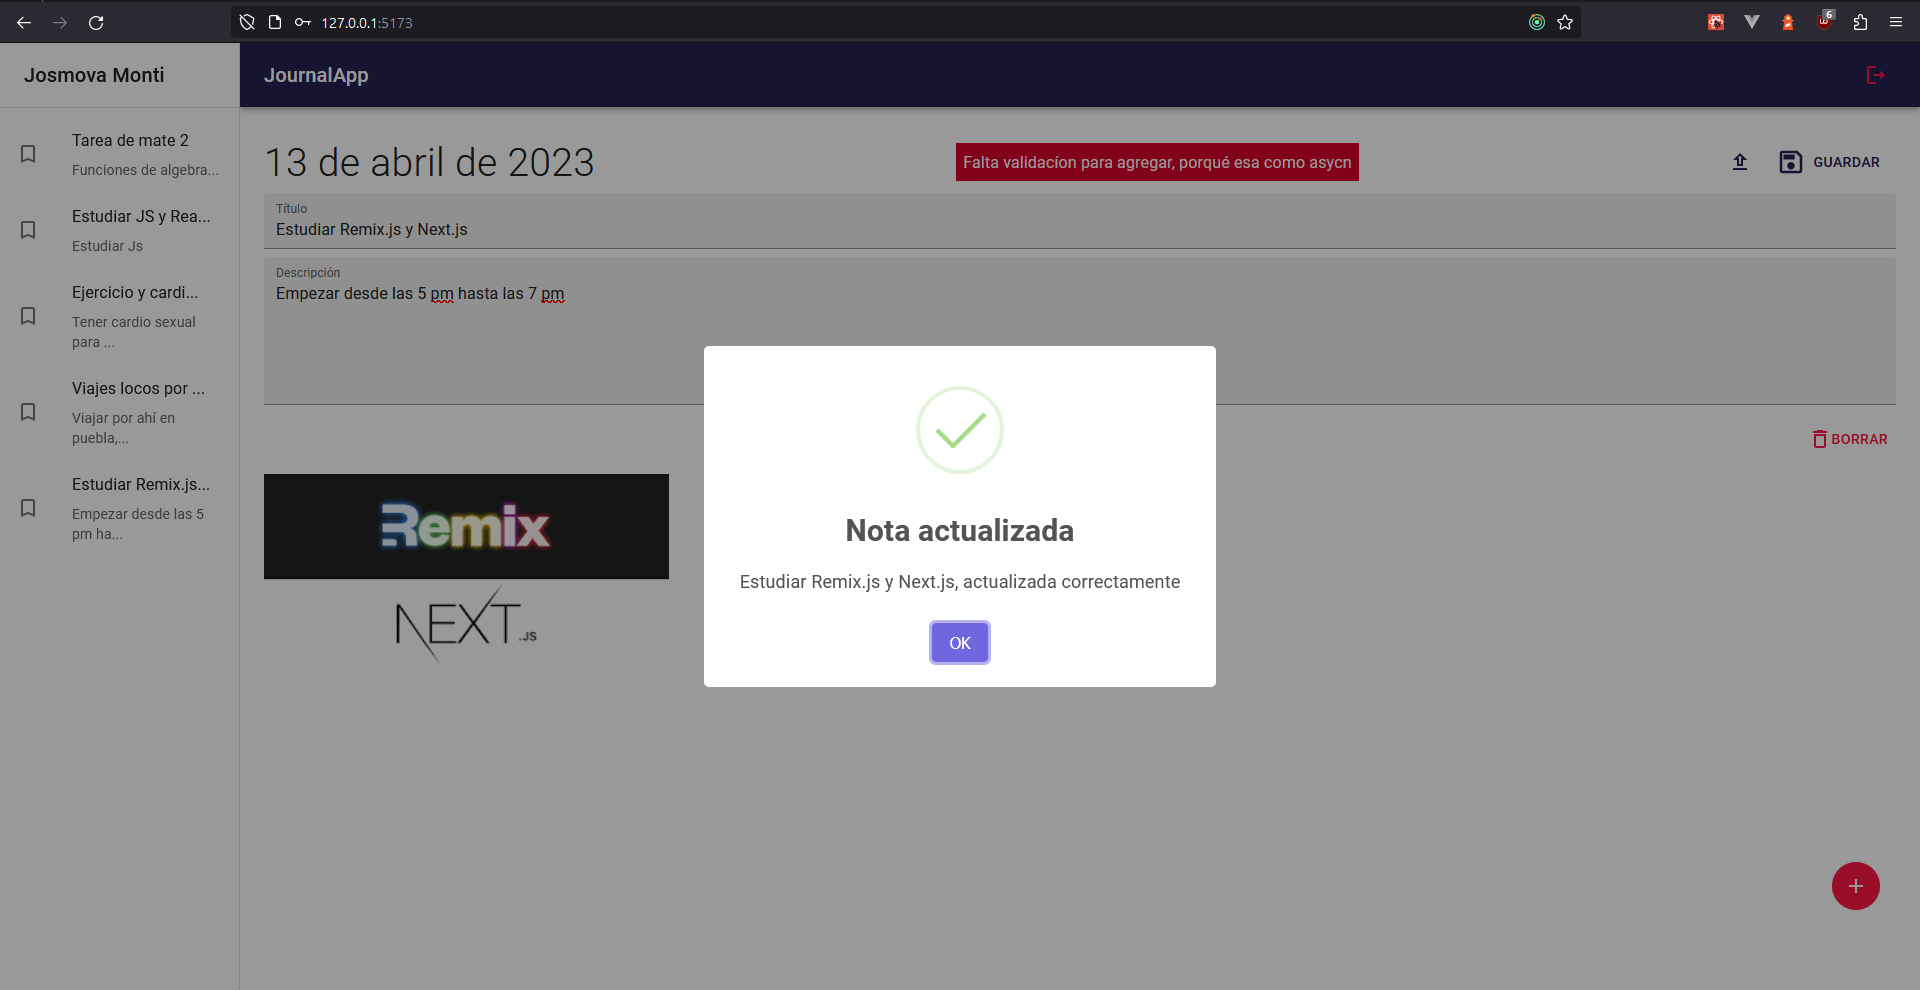 127.0.0.1:5173
6
Josmova Monti
JournalApp
Tarea de mate 2
Funciones de algebra...
Estudiar JS y Rea...
Estudiar Js
Ejercicio y cardi...
Tener cardio sexual
para ...
Viajes locos por ...
Viajar por ahí en
puebla,...
Estudiar Remix.js...
Empezar desde las 5
pm ha...
13 de abril de 2023
Falta validacíon para agregar, porqué esa como asycn
GUARDAR
Título
Estudiar Remix.js y Next.js
Descripción
Empezar desde las 5 pm hasta las 7 pm
BORRAR
Remix
NEXT.JS
Nota actualizada
Estudiar Remix.js y Next.js, actualizada correctamente
OK